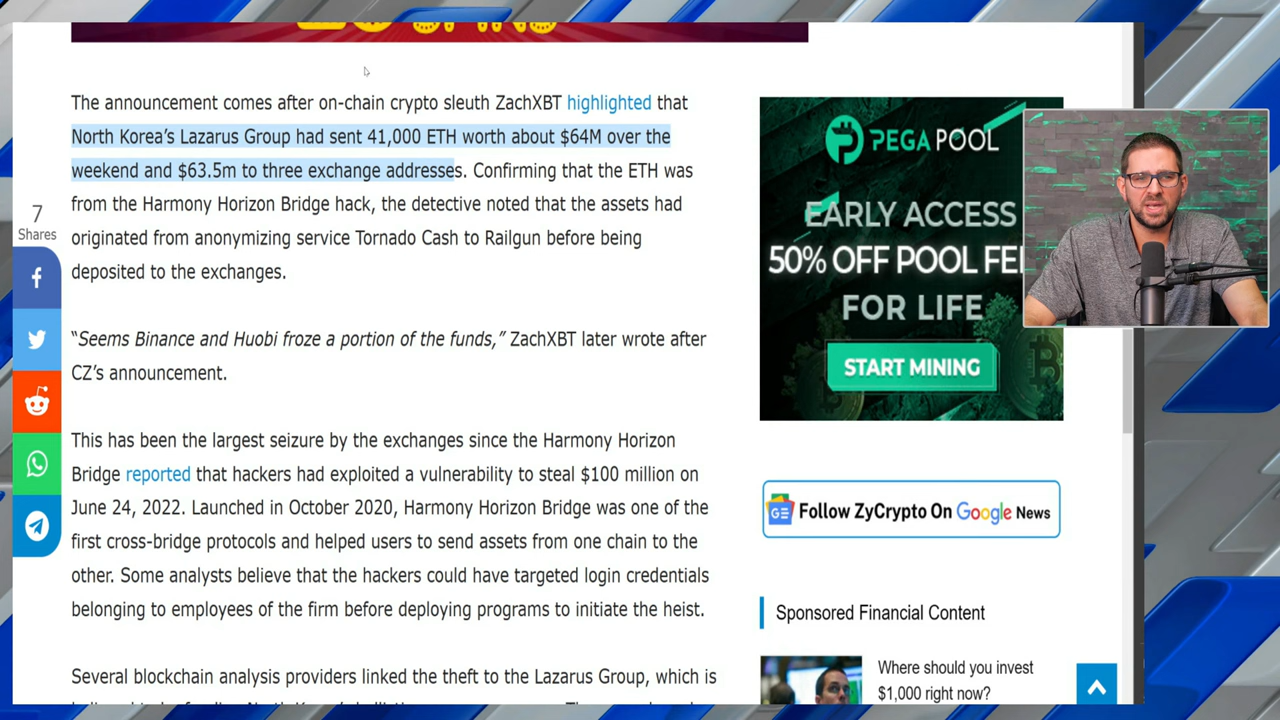 The announcement comes after on-chain crypto sleuth ZachXBT highlighted that
North Korea's Lazarus Group had sent 41,000 ETH worth about $64M over the
weekend and $63.5m to three exchange addresses. Confirming that the ETH was
from the Harmony Horizon Bridge hack, the detective noted that the assets had
originated from anonymizing service Tornado Cash to Railgun before being
deposited to the exchanges.
"Seems Binance and Huobi froze a portion of the funds," ZachXBT later wrote after
CZ's announcement.
This has been the largest seizure by the exchanges since the Harmony Horizon
Bridge reported that hackers had exploited a vulnerability to steal $100 million on
June 24, 2022. Launched in October 2020, Harmony Horizon Bridge was one of the
first cross-bridge protocols and helped users to send assets from one chain to the
other. Some analysts believe that the hackers could have targeted login credentials
belonging to employees of the firm before deploying programs to initiate the heist.
Several blockchain analysis providers linked the theft to the Lazarus Group, which is
7
Shares
PEGA POOL
EARLY ACCESS
50% OFF POOL FE
FOR LIFE
START MINING
GE Follow ZyCrypto On Google News
Sponsored Financial Content
Where should you invest
$1,000 right now?